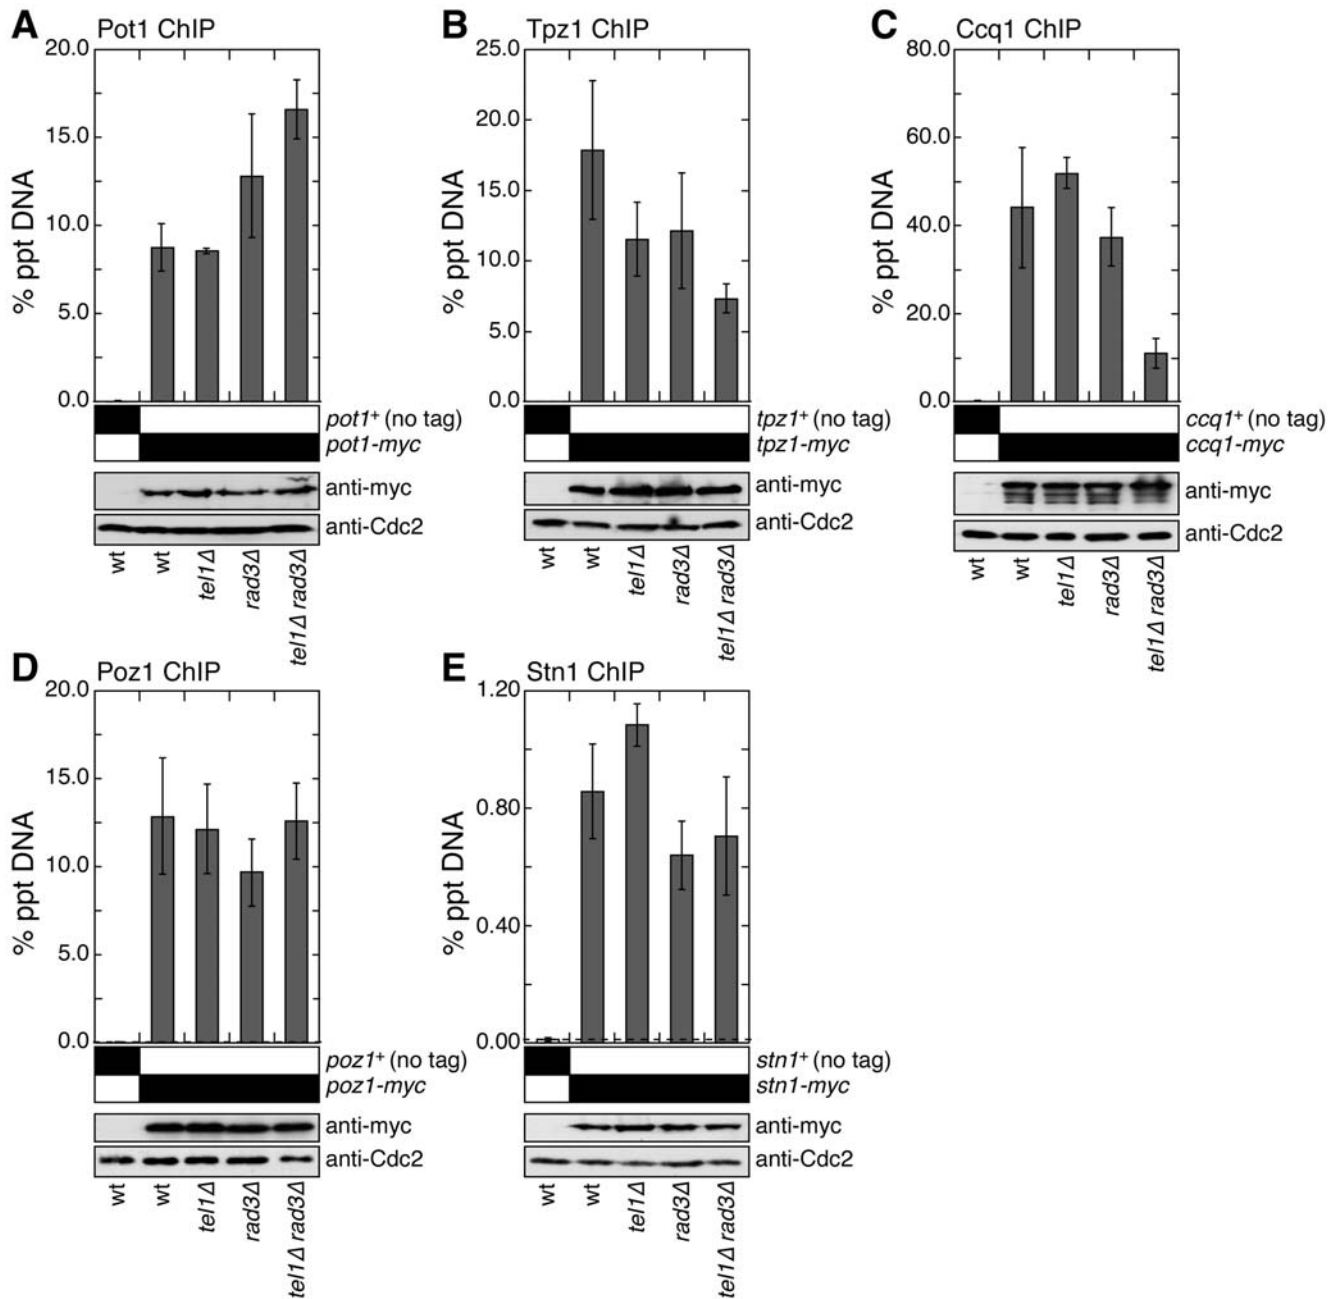 A Pot1 ChIP
20.0
15.0
10.0
5.0
0.0
% ppt DNA
pot1+ (no tag)
pot1-myc
anti-myc
anti-Cdc2
wt
wt
tel1Δ
rad3Δ
tel1Δ rad3Δ
B Tpz1 ChIP
25.0
20.0
15.0
10.0
5.0
0.0
% ppt DNA
tpz1+ (no tag)
tpz1-myc
anti-myc
anti-Cdc2
wt
wt
tel1Δ
rad3Δ
tel1Δ rad3Δ
C Ccq1 ChIP
80.0
60.0
40.0
20.0
0.0
% ppt DNA
ccq1+ (no tag)
ccq1-myc
anti-myc
anti-Cdc2
wt
wt
tel1Δ
rad3Δ
tel1Δ rad3Δ
D Poz1 ChIP
20.0
15.0
10.0
5.0
0.0
% ppt DNA
poz1+ (no tag)
poz1-myc
anti-myc
anti-Cdc2
wt
wt
tel1Δ
rad3Δ
tel1Δ rad3Δ
E Stn1 ChIP
1.20
0.80
0.40
0.00
% ppt DNA
stn1+ (no tag)
stn1-myc
anti-myc
anti-Cdc2
wt
wt
tel1Δ
rad3Δ
tel1Δ rad3Δ